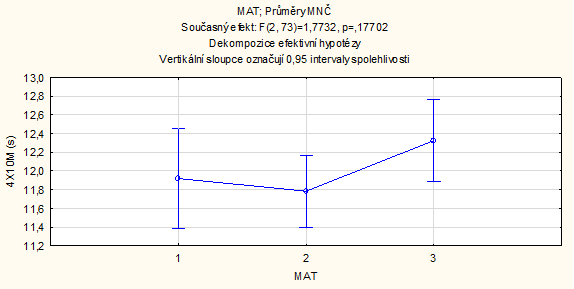 MAT; Průměry MNČ
Současný efekt: F(2, 73)=1,7732, p=,17702
Dekompozice efektivní hypotézy
Vertikální sloupce označují 0,95 intervaly spolehlivosti
13,0
12,8
12,6
12,4
12,2
12,0
11,8
11,6
11,4
11,2
4X10M (s)
1 2 3
MAT